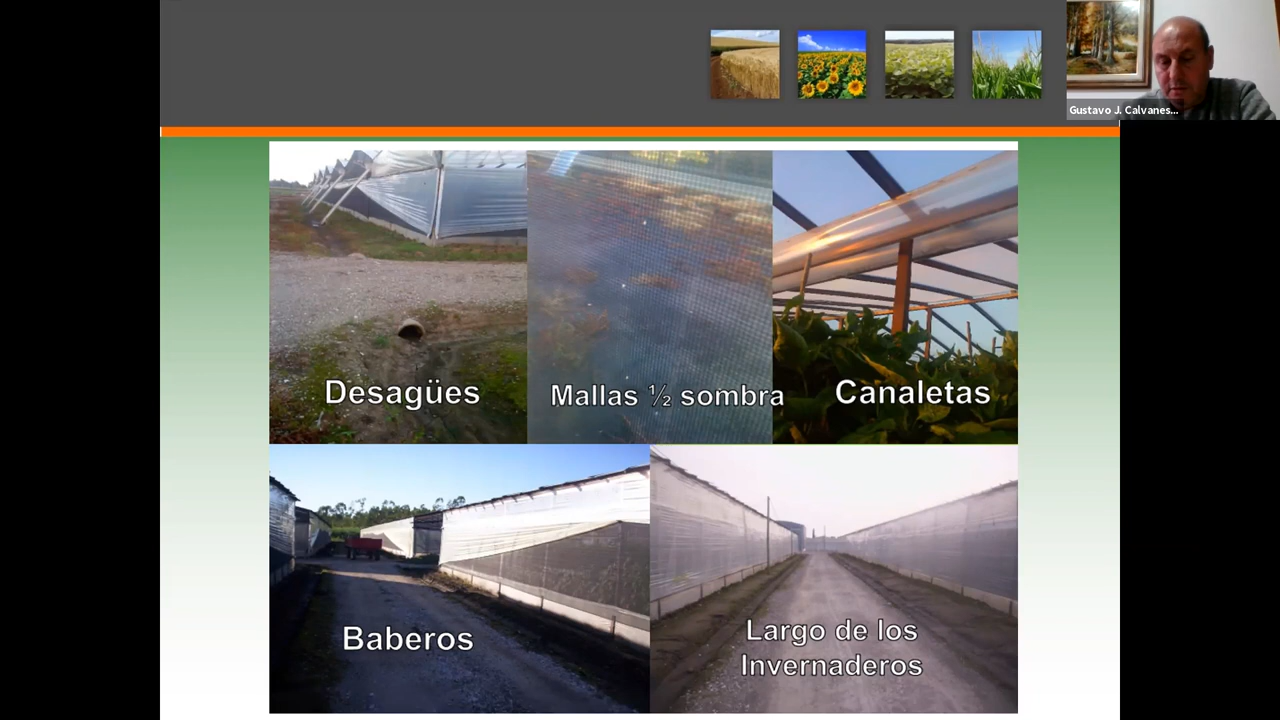 Gustavo J. Calvanes...
Desagües
Mallas ½ sombra
Canaletas
Baberos
Largo de los
Invernaderos